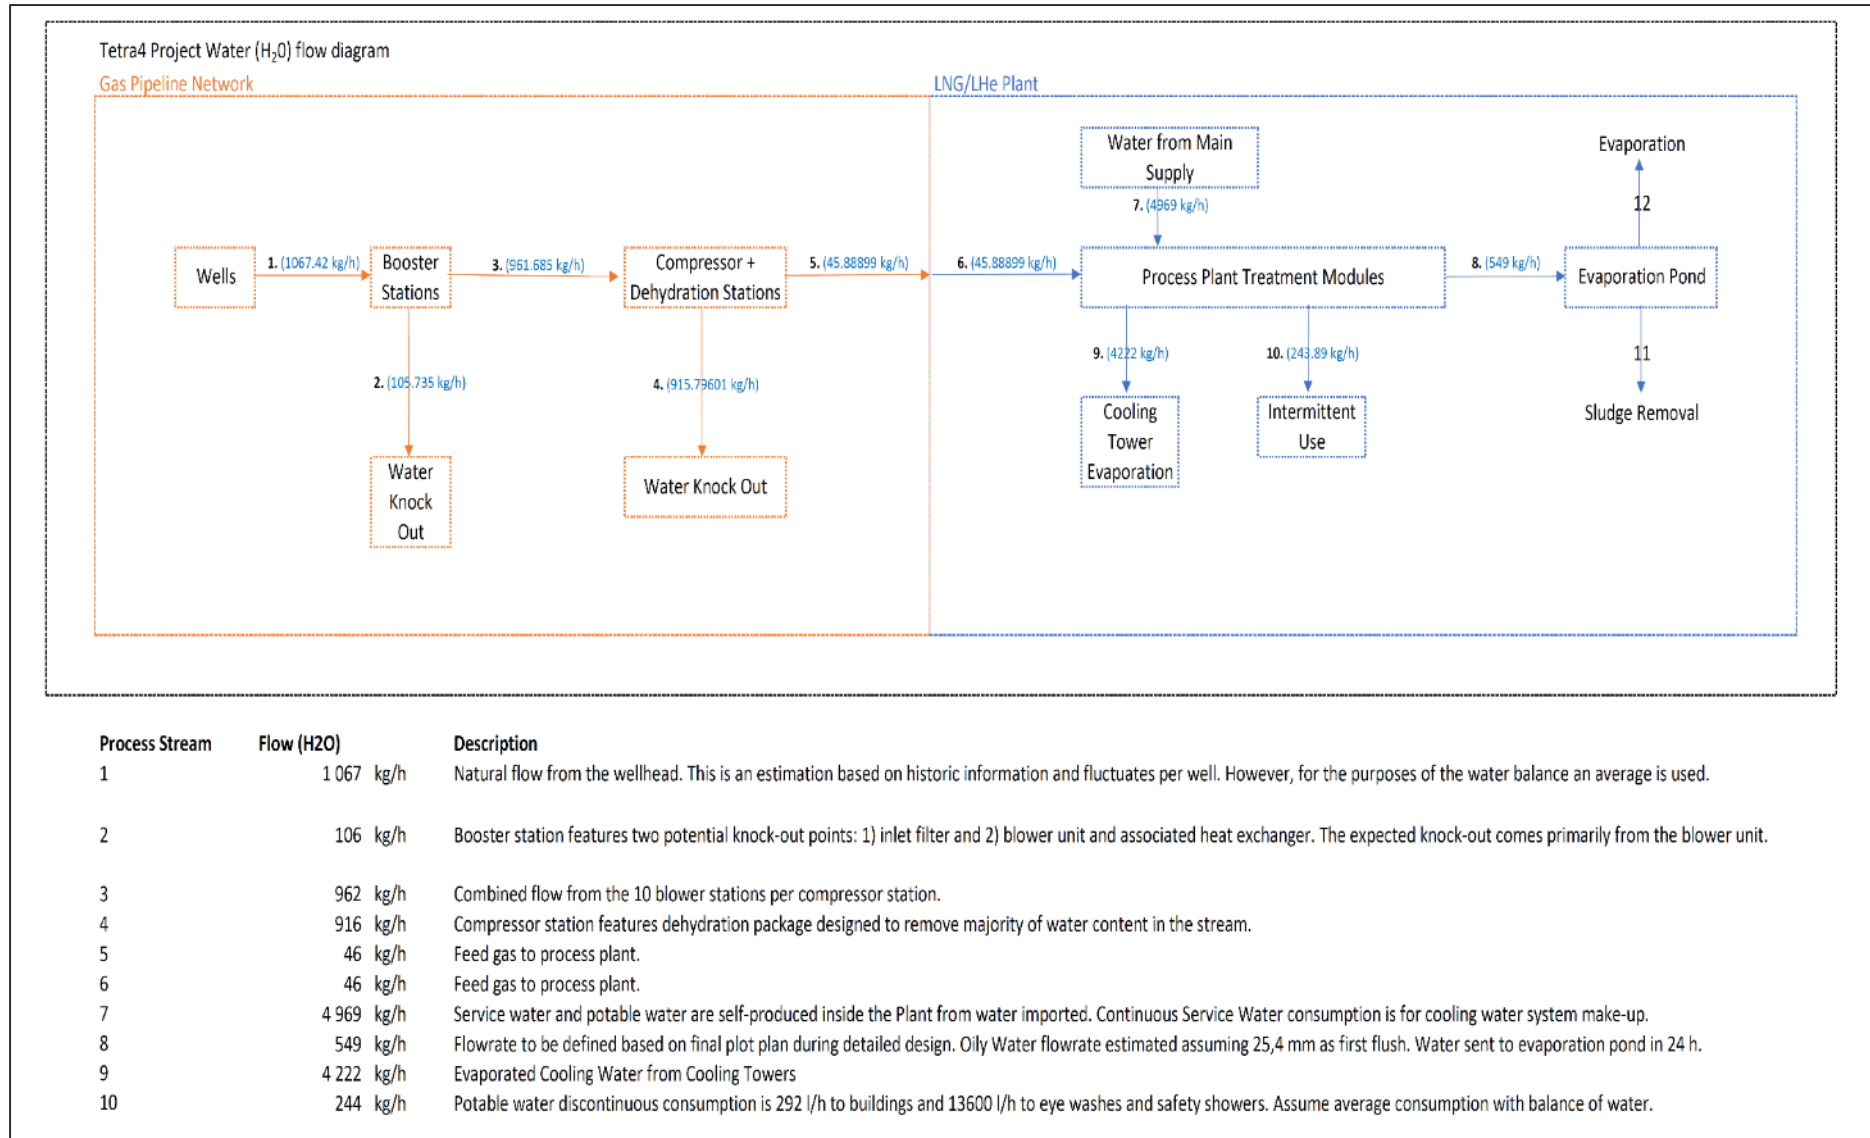 Tetra4 Project Water (H₂0) flow diagram
Gas Pipeline Network
LNG/LHe Plant
Water from Main
Supply
Evaporation
7. (4969 kg/h)
12
Wells
1. (1067.42 kg/h)
Booster
Stations
3. (961.685 kg/h)
Compressor +
Dehydration Stations
5. (45.88899 kg/h)
6. (45.88899 kg/h)
Process Plant Treatment Modules
8. (549 kg/h)
Evaporation Pond
2. (105.735 kg/h)
4. (915.79601 kg/h)
9. (4222 kg/h)
10. (243.89 kg/h)
11
Water
Knock
Out
Water Knock Out
Cooling
Tower
Evaporation
Intermittent
Use
Sludge Removal
Process Stream Flow (H2O) Description
1 1 067 kg/h Natural flow from the wellhead. This is an estimation based on historic information and fluctuates per well. However, for the purposes of the water balance an average is used.
2 106 kg/h Booster station features two potential knock-out points: 1) inlet filter and 2) blower unit and associated heat exchanger. The expected knock-out comes primarily from the blower unit.
3 962 kg/h Combined flow from the 10 blower stations per compressor station.
4 916 kg/h Compressor station features dehydration package designed to remove majority of water content in the stream.
5 46 kg/h Feed gas to process plant.
6 46 kg/h Feed gas to process plant.
7 4 969 kg/h Service water and potable water are self-produced inside the Plant from water imported. Continuous Service Water consumption is for cooling water system make-up.
8 549 kg/h Flowrate to be defined based on final plot plan during detailed design. Oily Water flowrate estimated assuming 25,4 mm as first flush. Water sent to evaporation pond in 24 h.
9 4 222 kg/h Evaporated Cooling Water from Cooling Towers
10 244 kg/h Potable water discontinuous consumption is 292 l/h to buildings and 13600 l/h to eye washes and safety showers. Assume average consumption with balance of water.